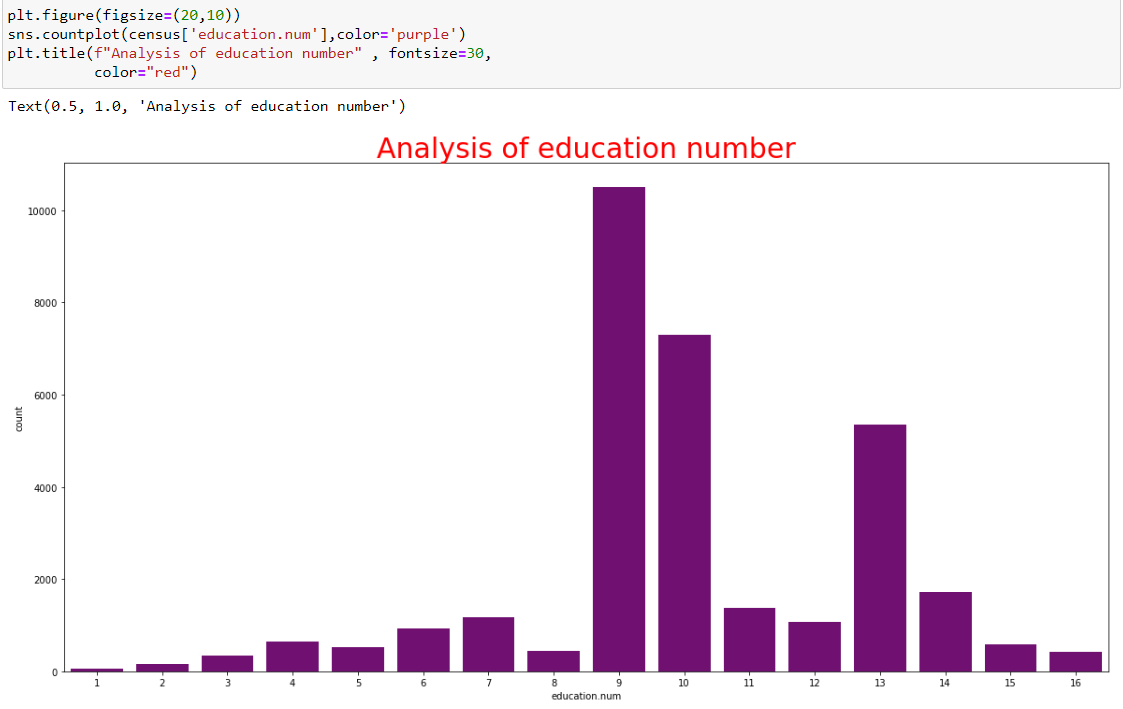 plt.figure(figsize=(20,10))
sns.countplot(census['education.num'],color='purple')
plt.title(f"Analysis of education number" , fontsize=30,
color="red")
Text(0.5, 1.0, 'Analysis of education number')
Analysis of education number
10000
8000
6000
4000
2000
0
count
1 2 3 4 5 6 7 8 9 10 11 12 13 14 15 16
education.num